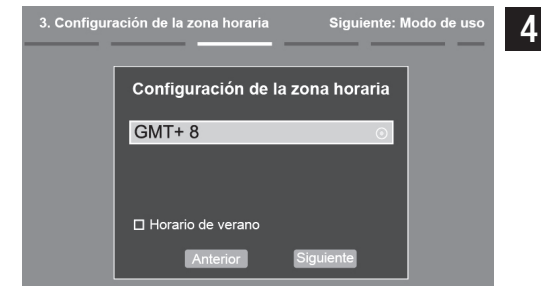 3. Configuración de la zona horaria
Siguiente: Modo de uso
4
Configuración de la zona horaria
GMT+ 8
Horario de verano
Anterior
Siguiente